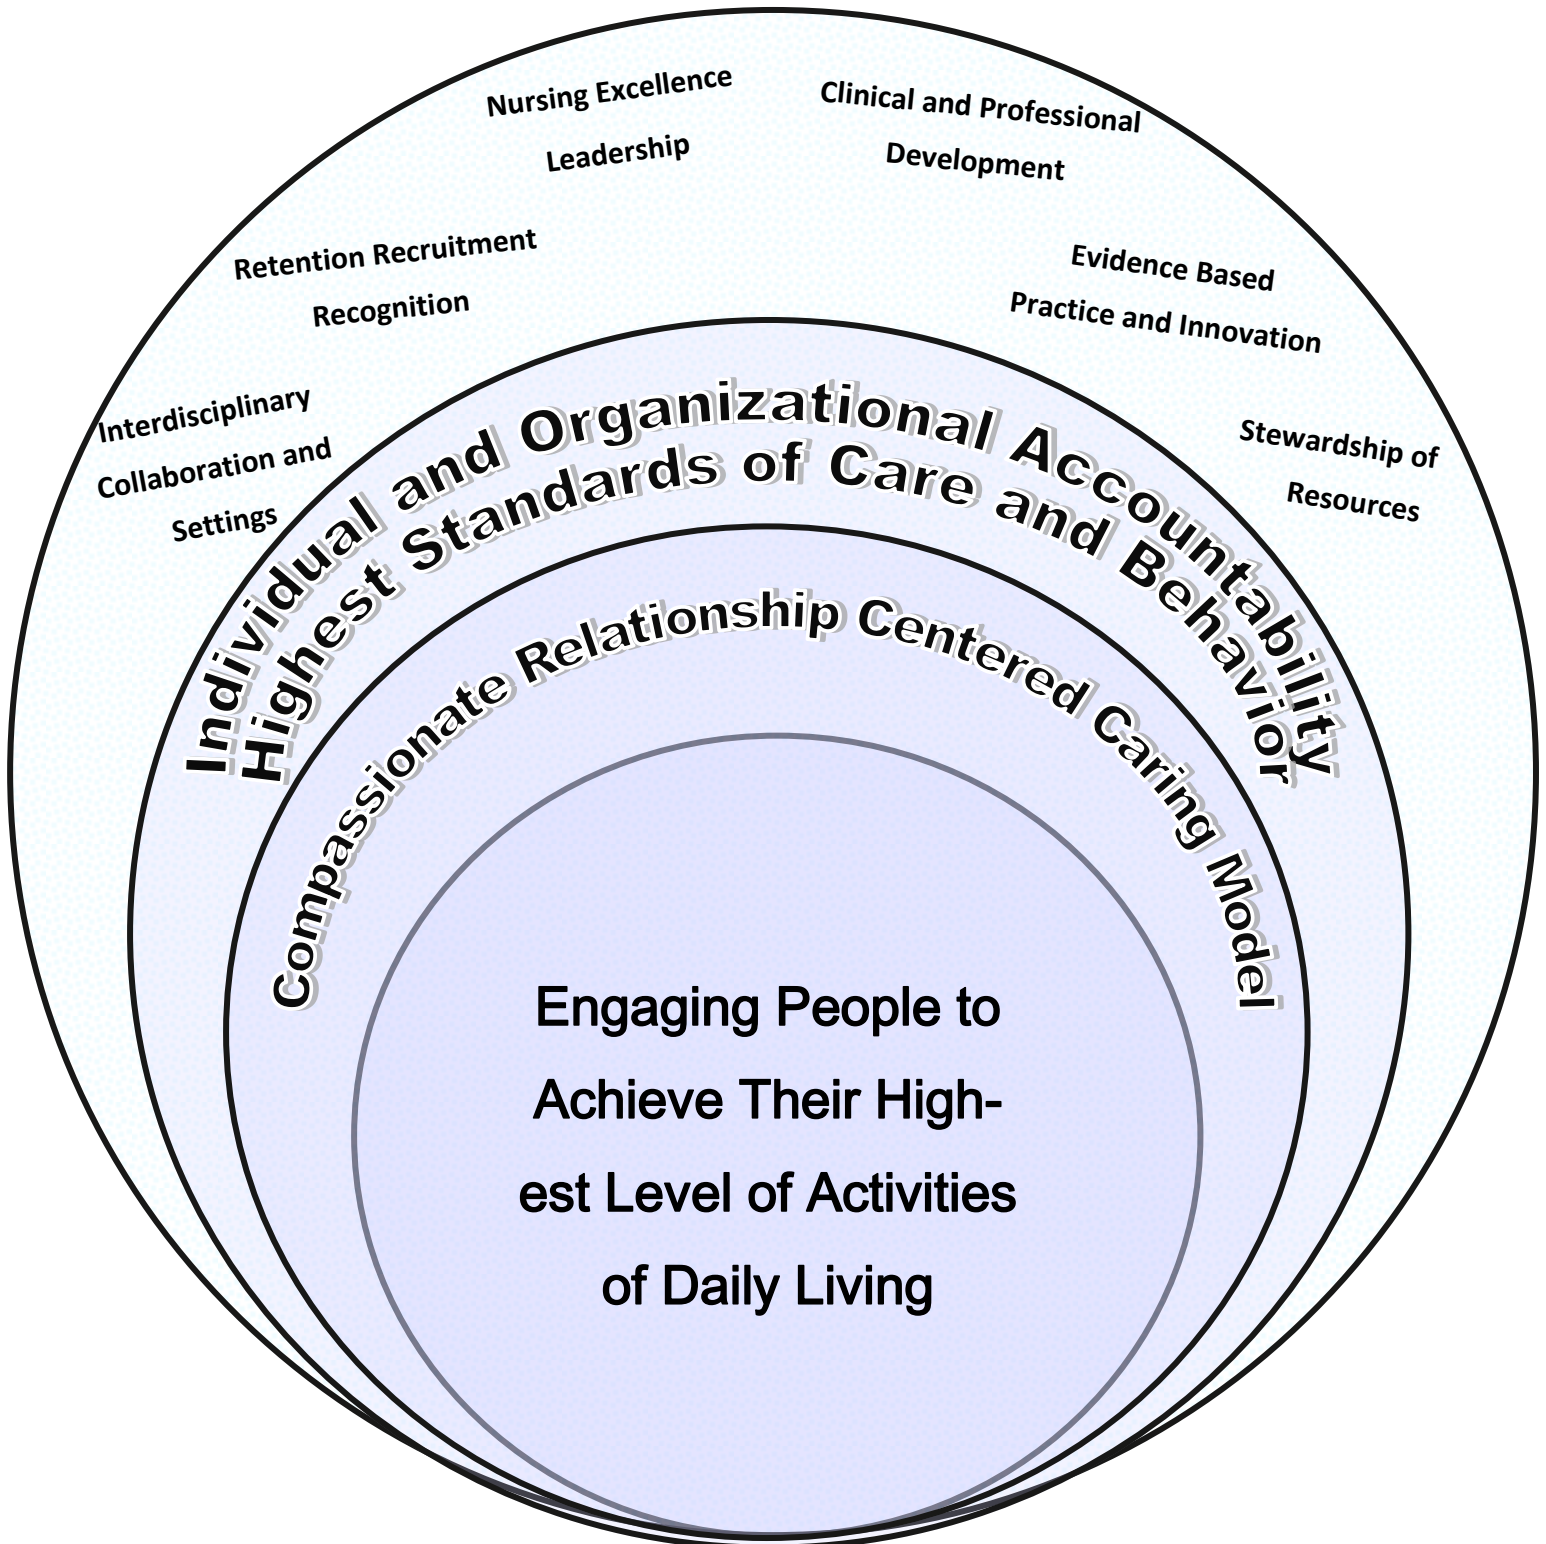 Nursing Excellence
Leadership
Clinical and Professional
Development
Retention Recruitment
Recognition
Evidence Based
Practice and Innovation
Interdisciplinary
Collaboration and
Settings
Stewardship of
Resources
Individual and Organizational Accountability
Highest Standards of Care and Behavior
Compassionate Relationship Centered Caring Model
Engaging People to
Achieve Their High-
est Level of Activities
of Daily Living